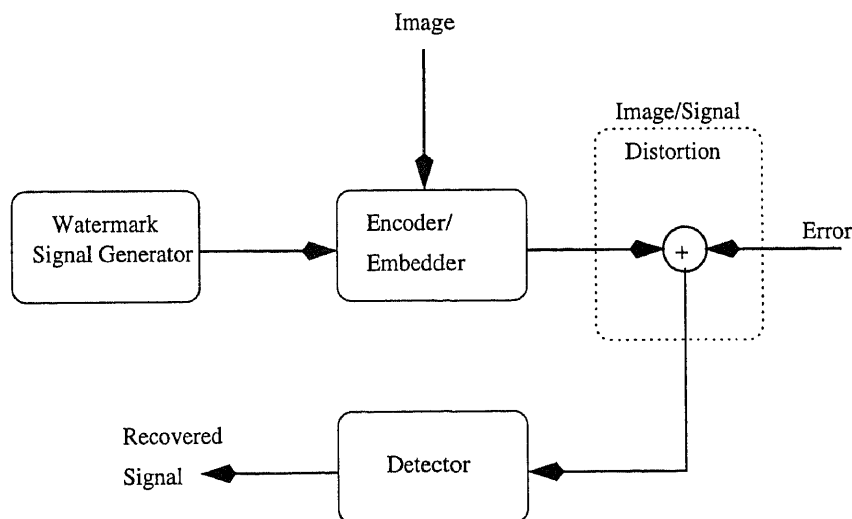 Image
Image/Signal
Distortion
Watermark
Signal Generator
Encoder/
Embedder
+
Error
Recovered
Signal
Detector